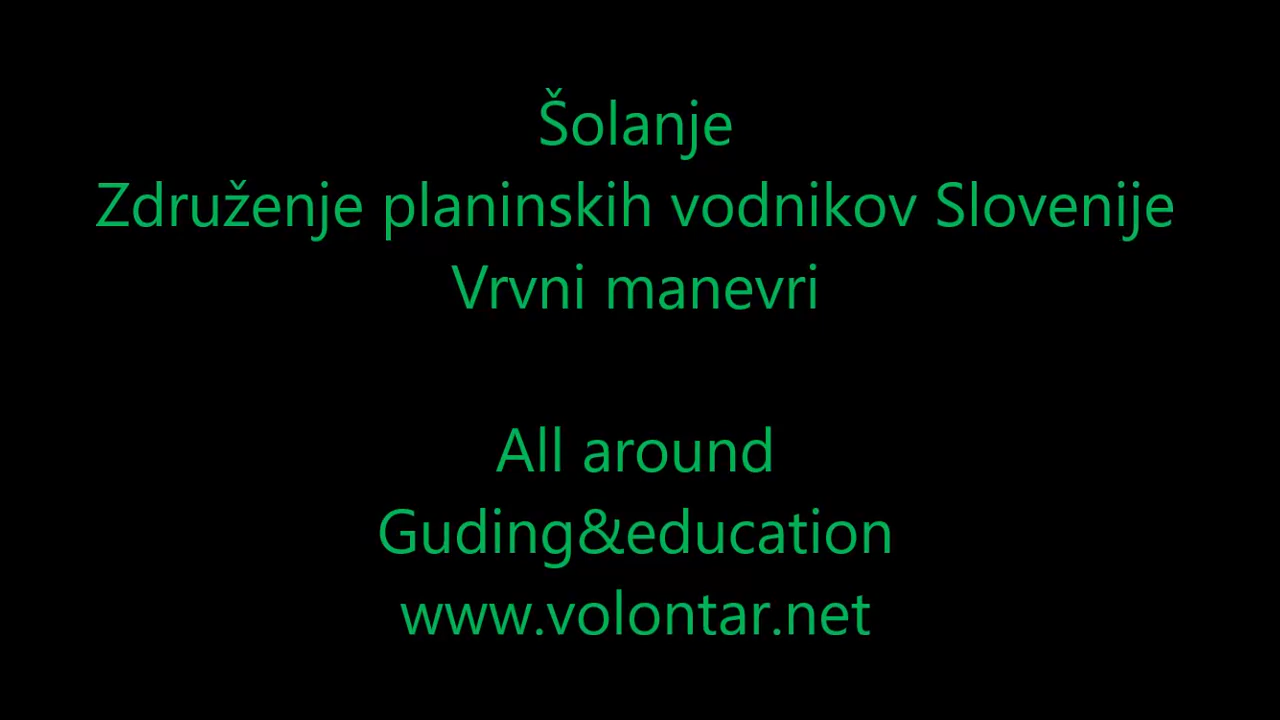 Šolanje
Združenje planinskih vodnikov Slovenije
Vrvni manevri
All around
Guding&education
www.volontar.net